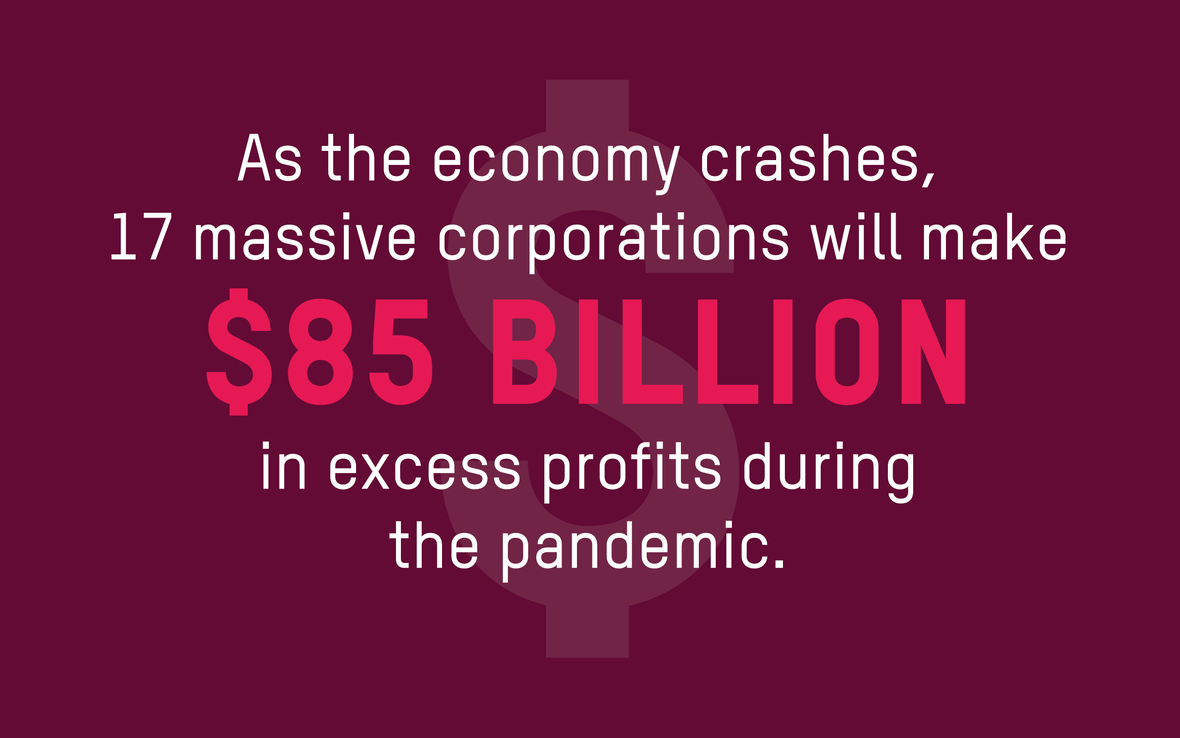 As the economy crashes,
17 massive corporations will make
$85 BILLION
in excess profits during
the pandemic.